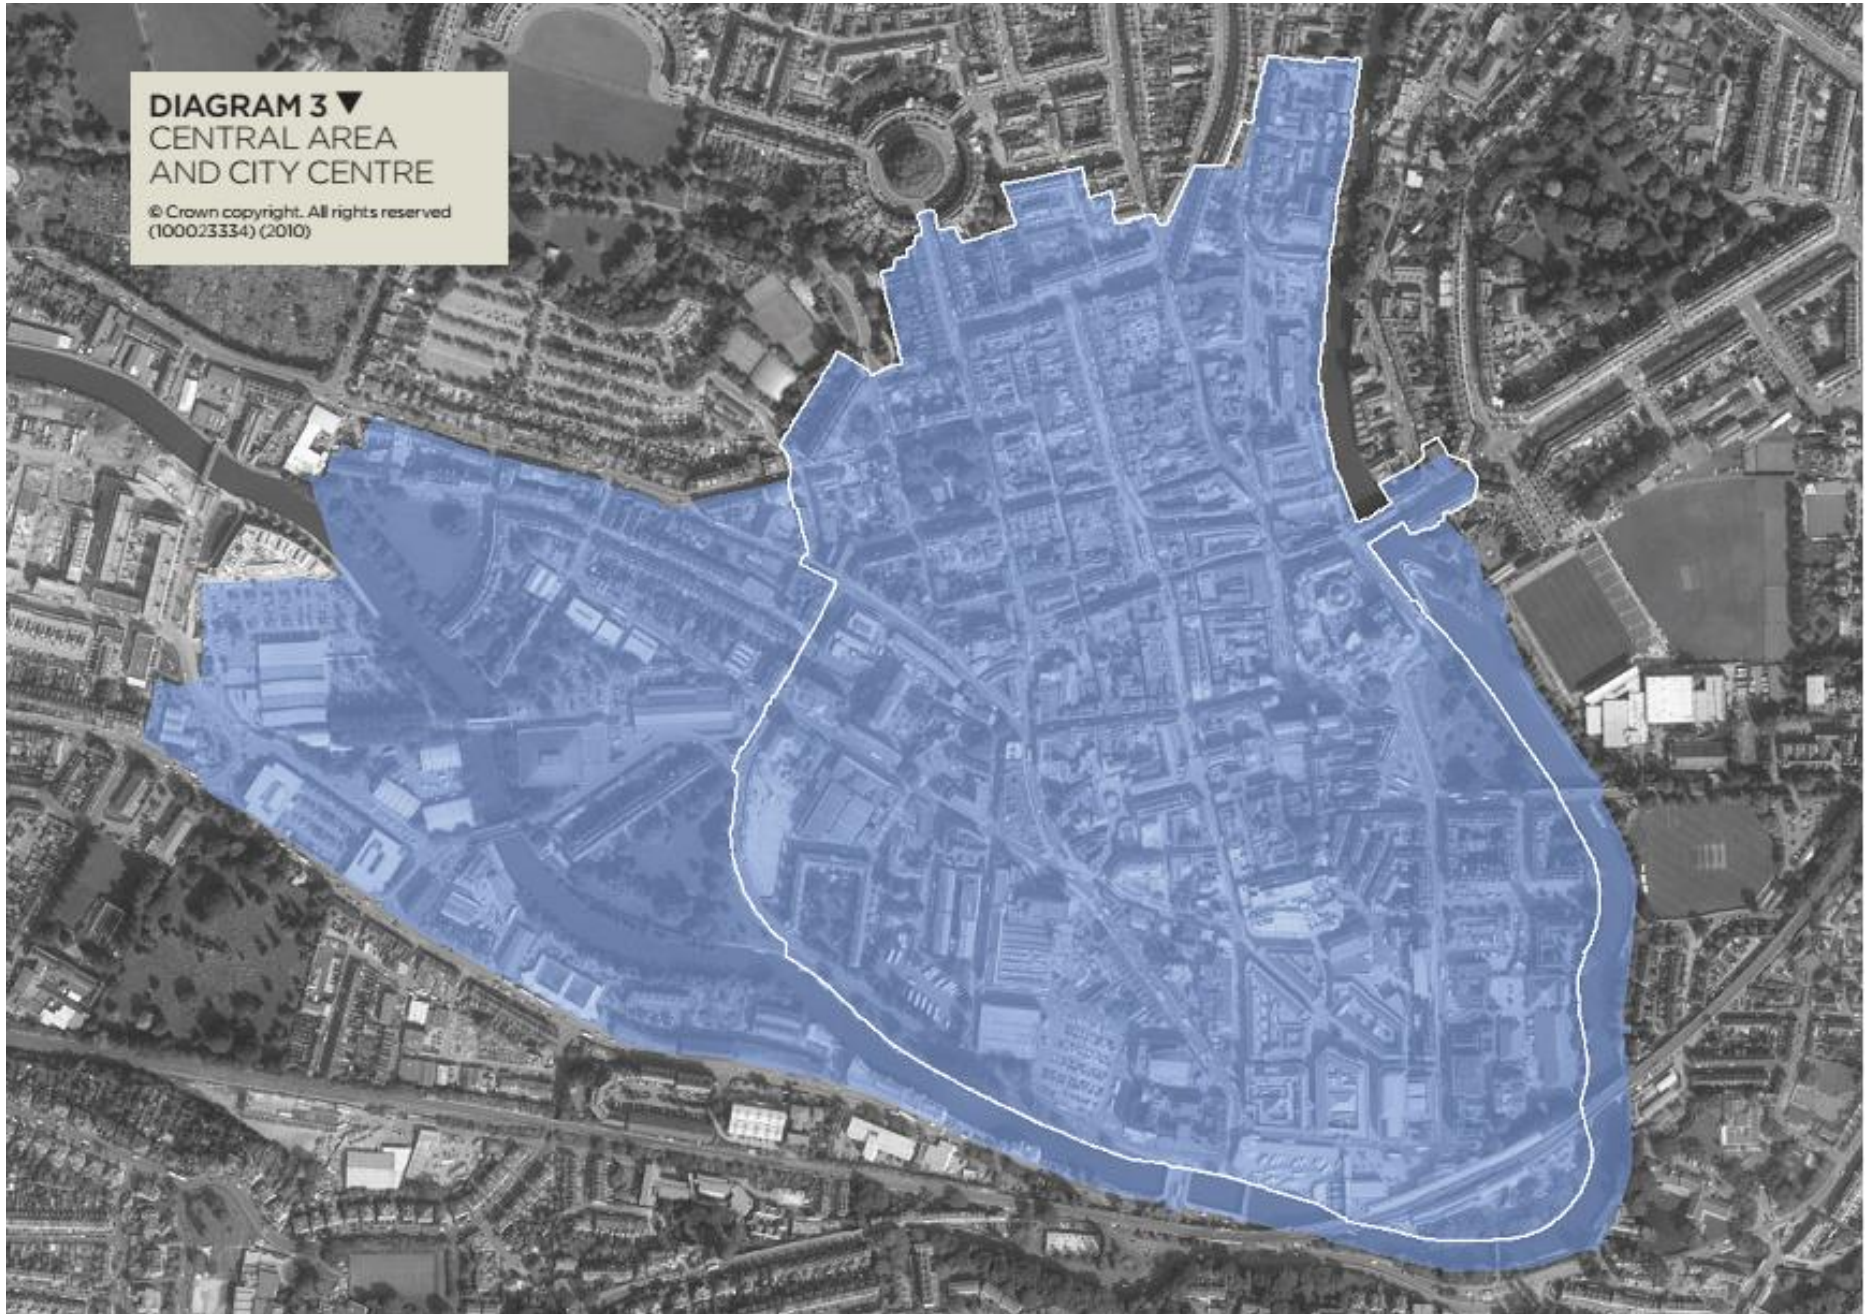 DIAGRAM 3 ▼
CENTRAL AREA
AND CITY CENTRE
© Crown copyright. All rights reserved
(100023334) (2010)